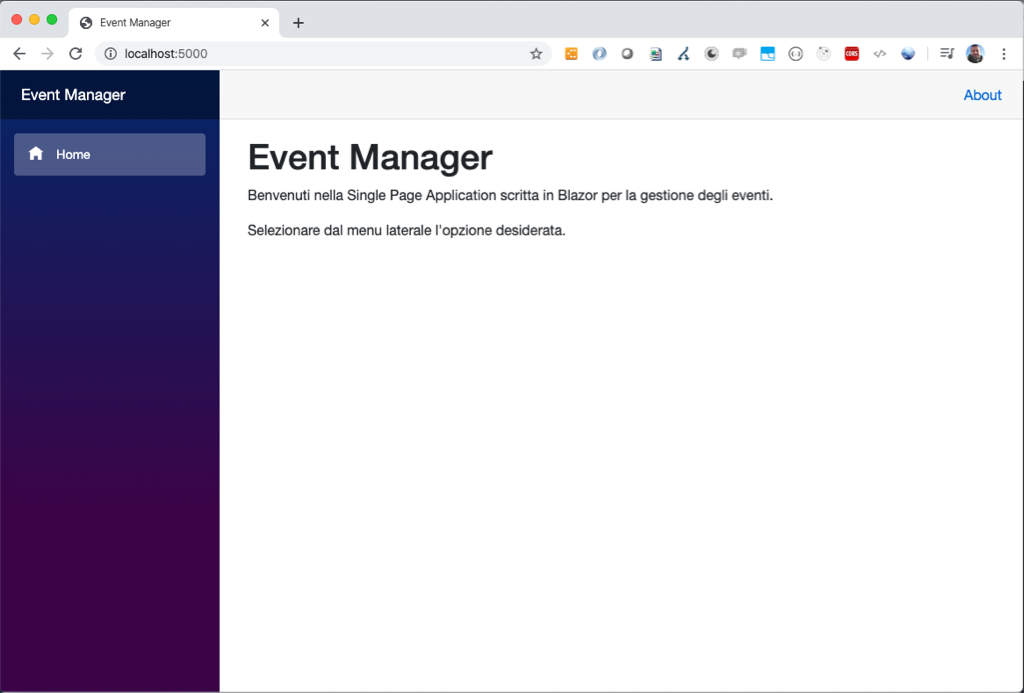 Event Manager
localhost:5000
CORS
Event Manager
About
Home
Event Manager
Benvenuti nella Single Page Application scritta in Blazor per la gestione degli eventi.
Selezionare dal menu laterale l'opzione desiderata.